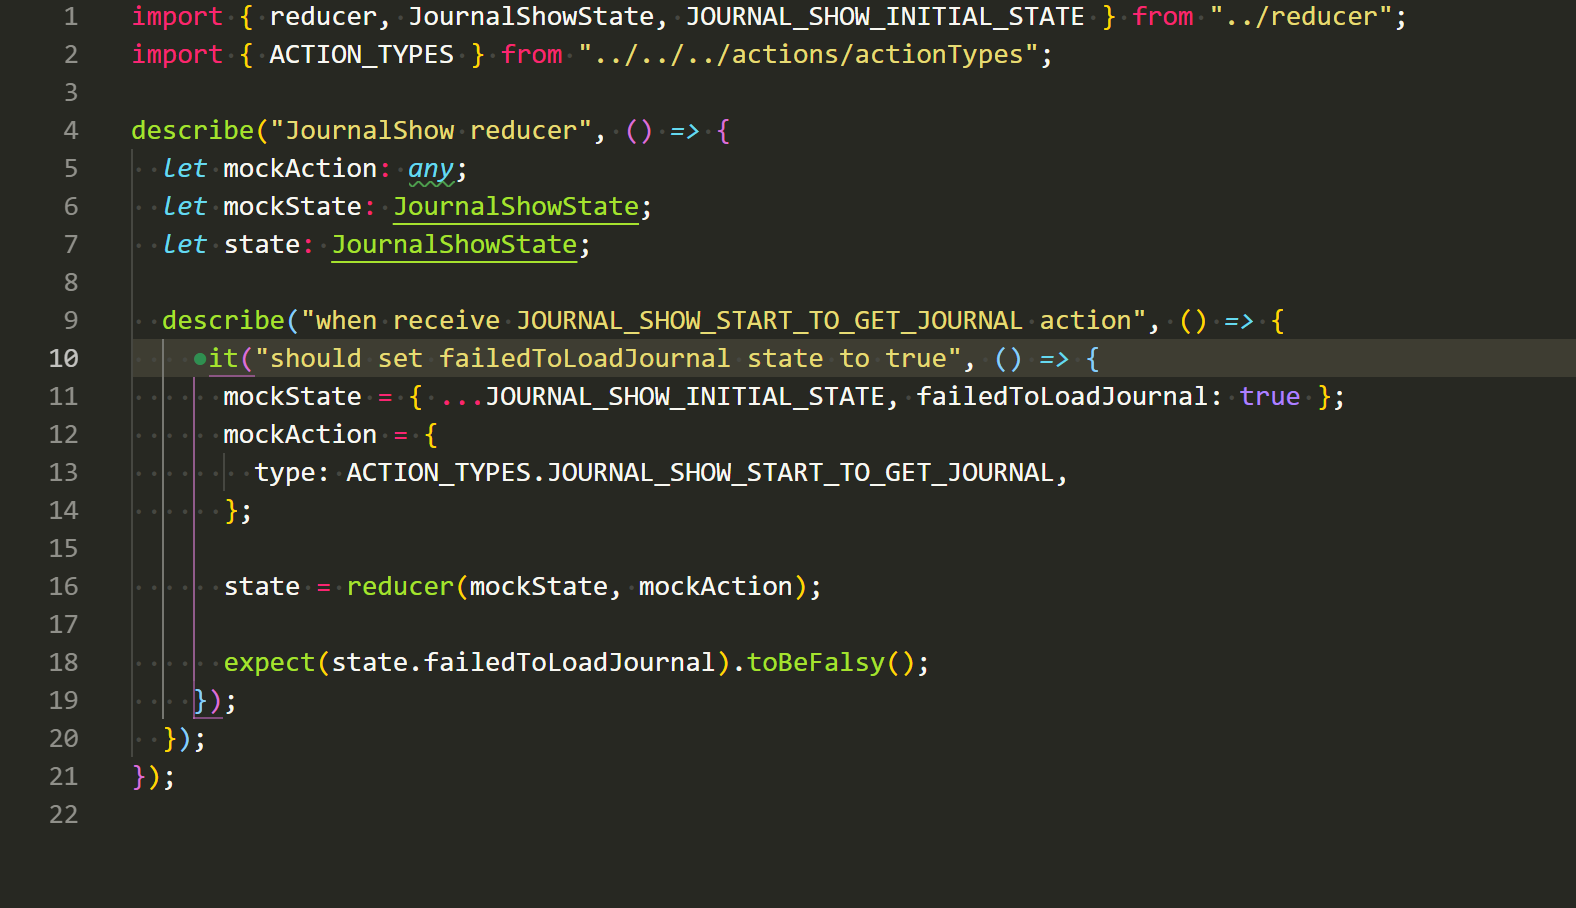 1 import { reducer, JournalShowState, JOURNAL_SHOW_INITIAL_STATE } from "../reducer";
2 import { ACTION_TYPES } from "../../../actions/actionTypes";
3
4 describe("JournalShow reducer", () => {
5   let mockAction: any;
6   let mockState: JournalShowState;
7   let state: JournalShowState;
8
9   describe("when receive JOURNAL_SHOW_START_TO_GET_JOURNAL action", () => {
10     it("should set failedToLoadJournal state to true", () => {
11       mockState = { ...JOURNAL_SHOW_INITIAL_STATE, failedToLoadJournal: true };
12       mockAction = {
13         type: ACTION_TYPES.JOURNAL_SHOW_START_TO_GET_JOURNAL,
14       };
15
16       state = reducer(mockState, mockAction);
17
18       expect(state.failedToLoadJournal).toBeFalsy();
19     });
20   });
21 });
22